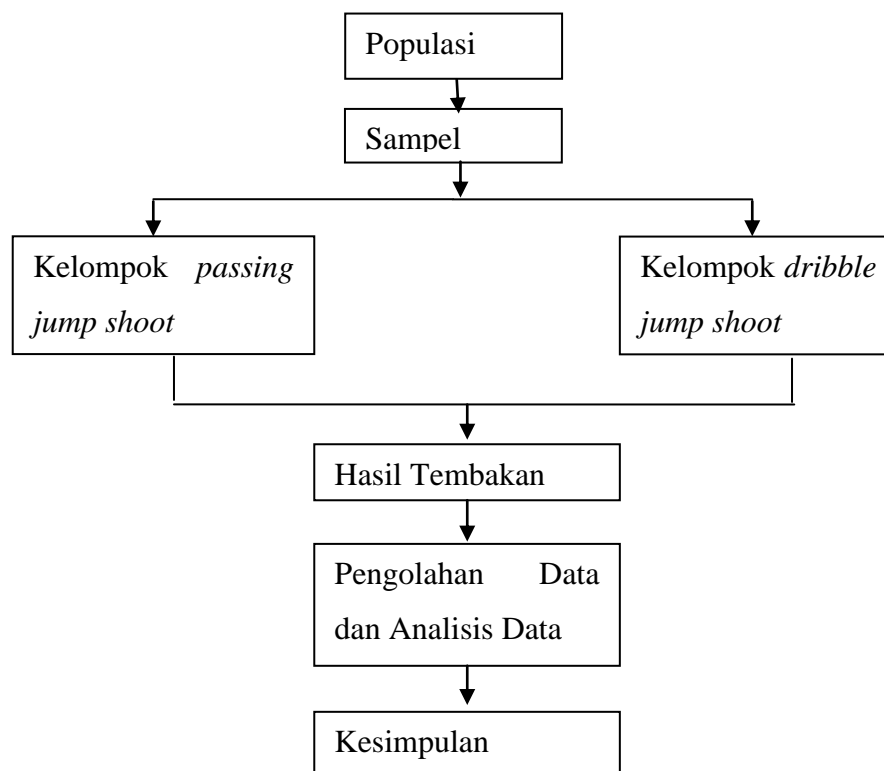 Populasi
Sampel
Kelompok passing
jump shoot
Kelompok dribble
jump shoot
Hasil Tembakan
Pengolahan Data
dan Analisis Data
Kesimpulan